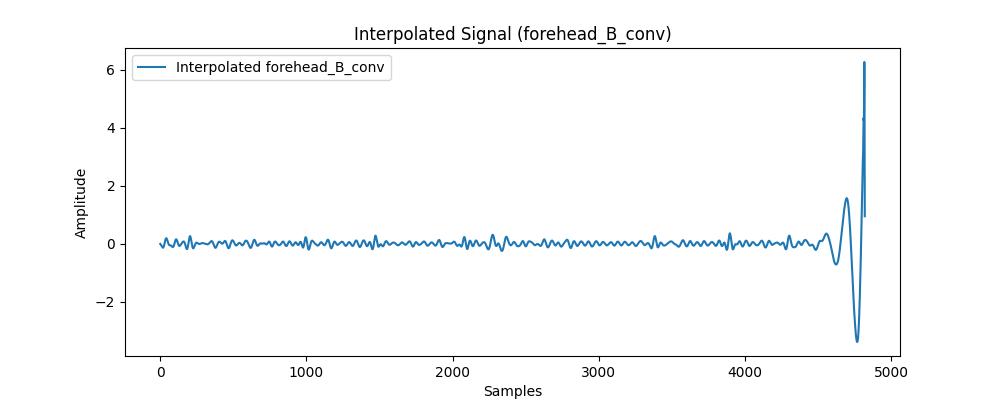 Interpolated Signal (forehead_B_conv)
Interpolated forehead_B_conv
6
4
2
0
−2
Amplitude
0 1000 2000 3000 4000 5000
Samples